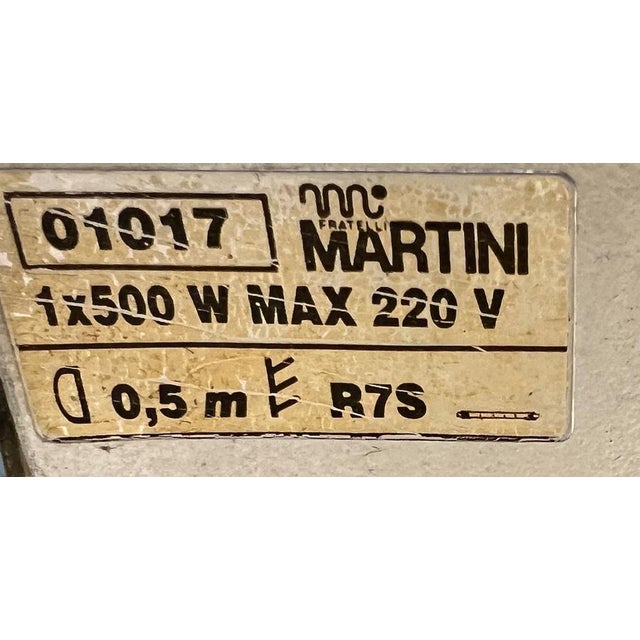 01017
FRATELLI
MARTINI
1x500 W MAX 220 V
0,5 m R7S